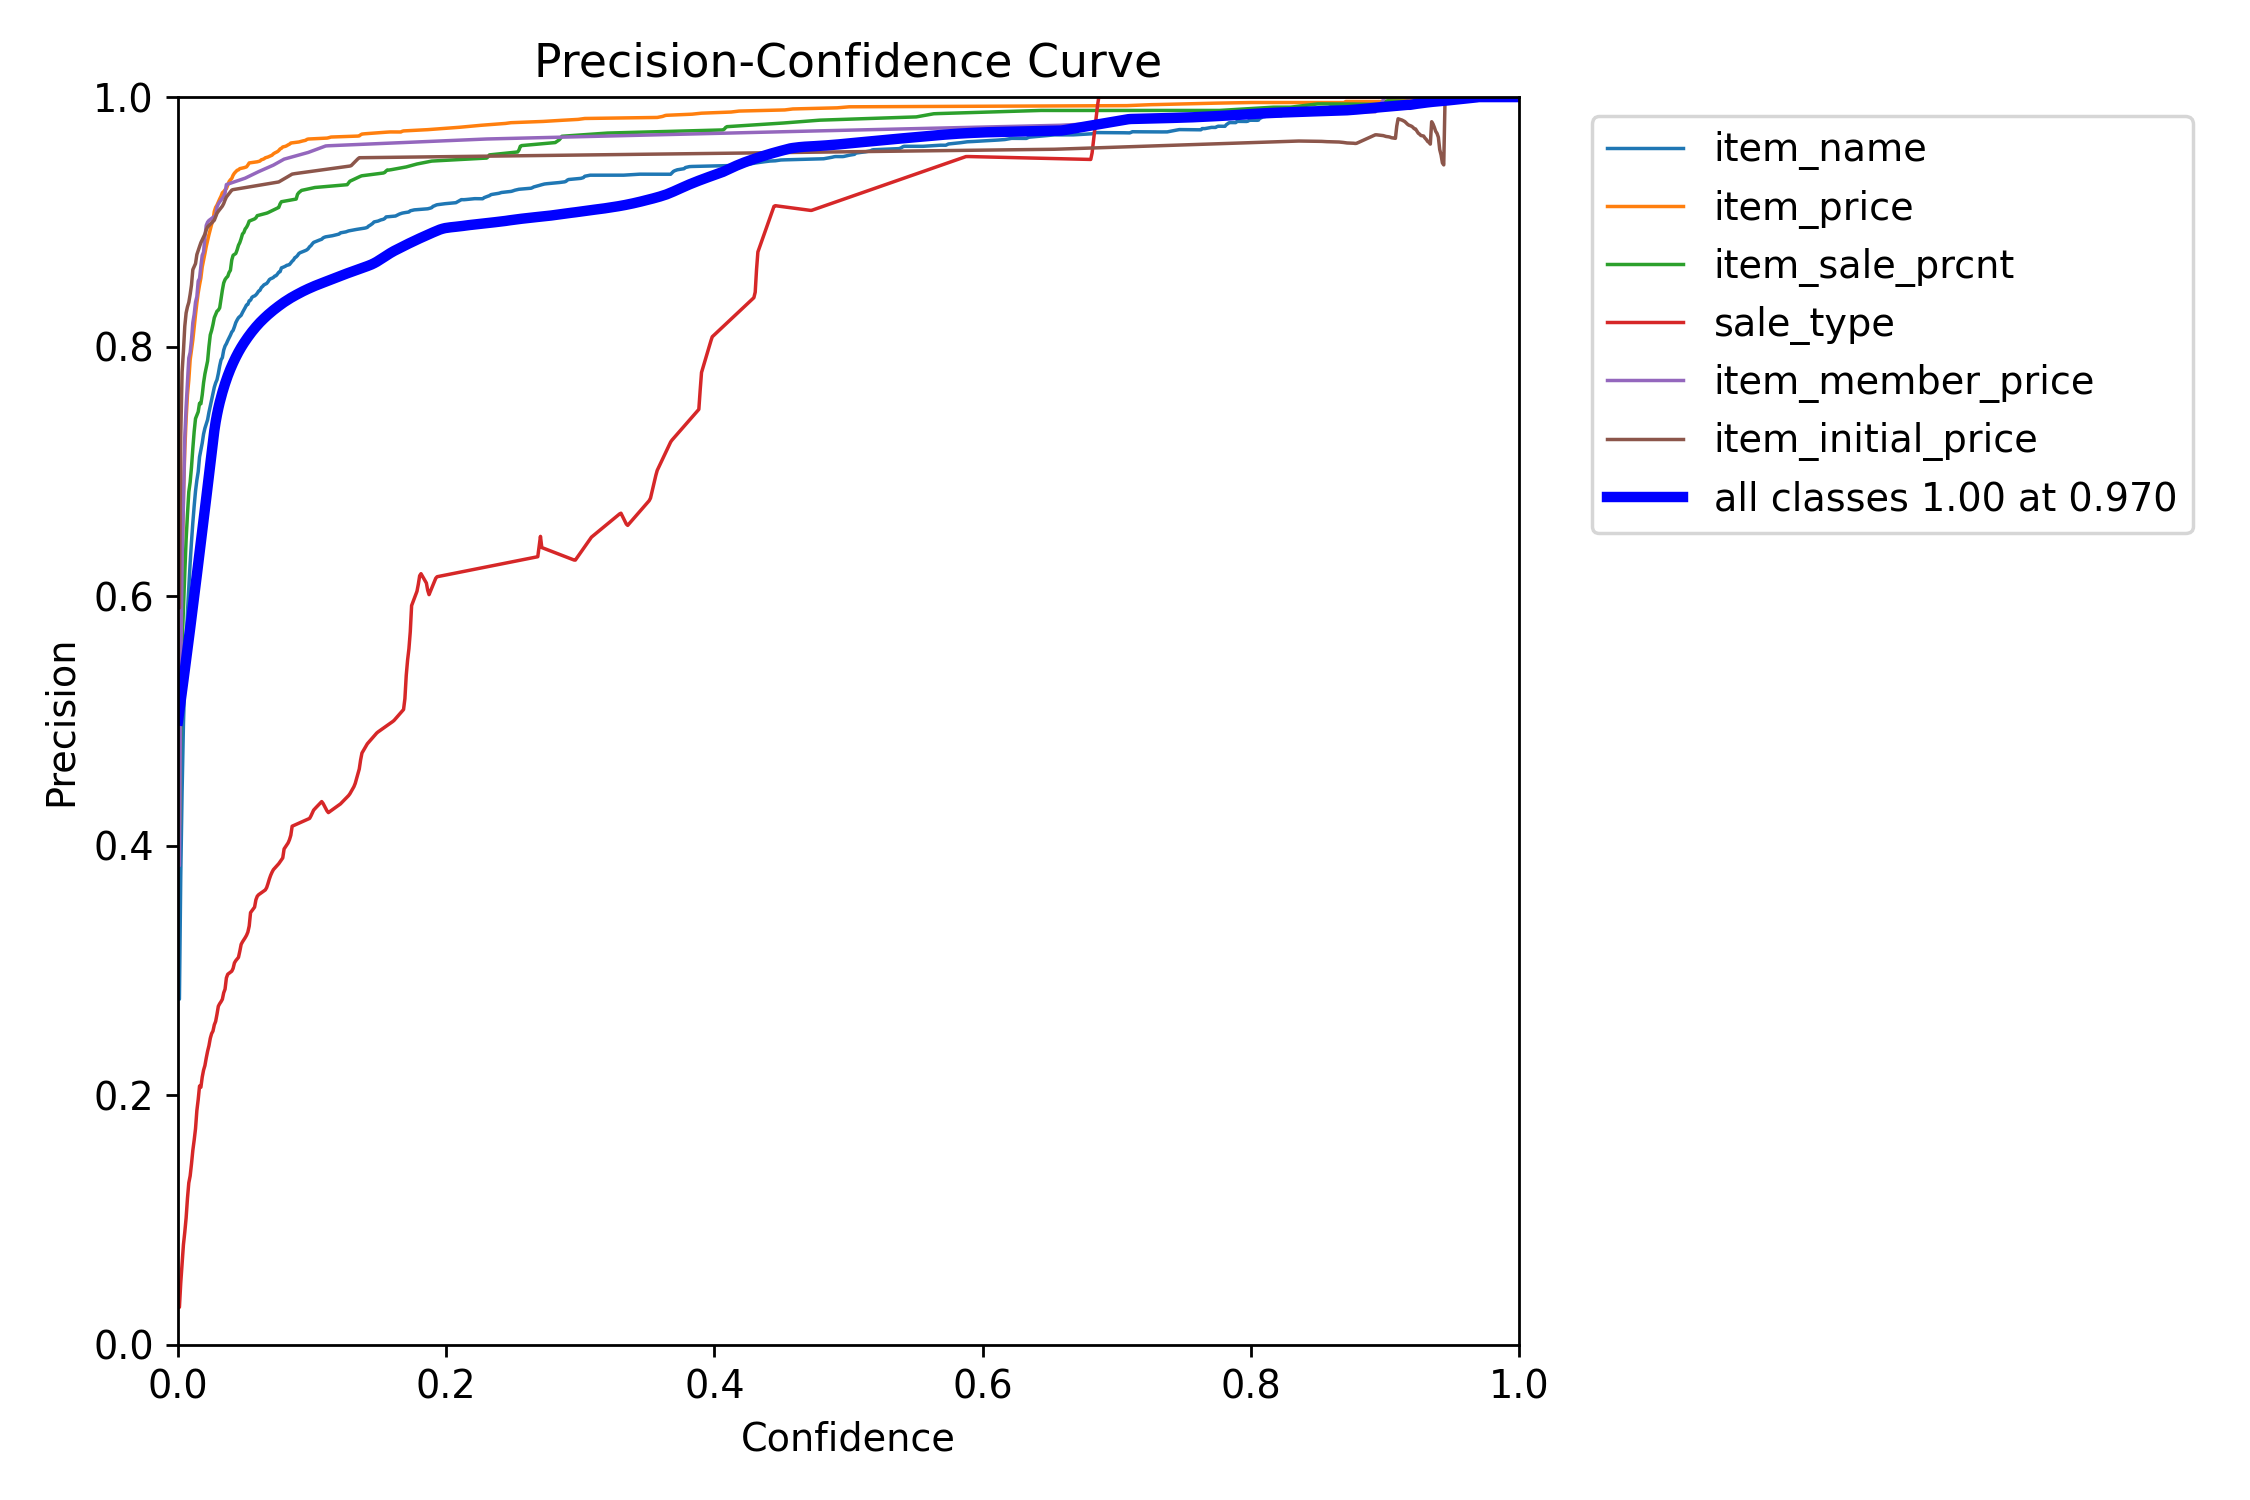 Precision-Confidence Curve
1.0
0.8
0.6
0.4
0.2
0.0
Precision
0.0 0.2 0.4 0.6 0.8 1.0
Confidence
item_name
item_price
item_sale_prcnt
sale_type
item_member_price
item_initial_price
all classes 1.00 at 0.970